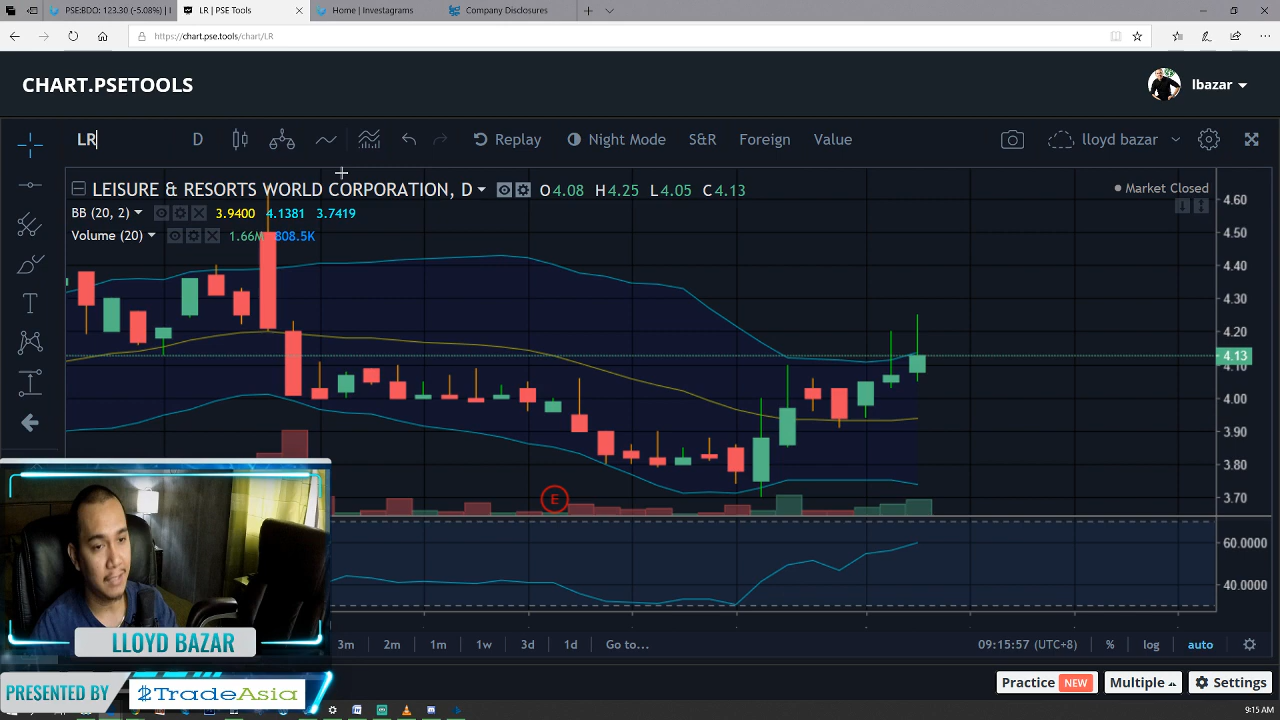 PSE:BDO: 123.30 (-5.08%) | I
LR | PSE Tools
Home | Investagrams
Company Disclosures
https://chart.pse.tools/chart/LR
CHART.PSETOOLS
lbazar
LR
D
Replay
Night Mode
S&R
Foreign
Value
lloyd bazar
LEISURE & RESORTS WORLD CORPORATION, D
O4.08 H4.25 L4.05 C4.13
Market Closed
BB (20, 2) 3.9400 4.1381 3.7419
Volume (20) 1.66M 808.5K
4.60
4.50
4.40
4.30
4.20
4.13
4.10
4.00
3.90
3.80
3.70
E
60.0000
40.0000
3m 2m 1m 1w 3d 1d Go to...
09:15:57 (UTC+8) % log auto
LLOYD BAZAR
PRESENTED BY
$TradeAsia
Practice NEW
Multiple
Settings
9:15 AM